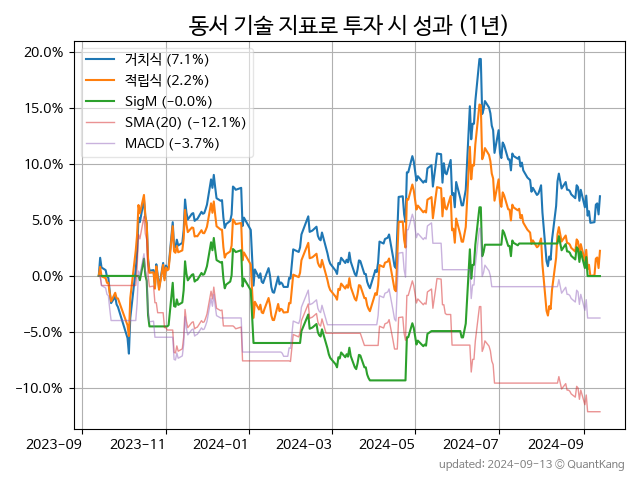 동서 기술 지표로 투자 시 성과 (1년)
20.0%
15.0%
10.0%
5.0%
0.0%
−5.0%
−10.0%
거치식 (7.1%)
적립식 (2.2%)
SigM (−0.0%)
SMA(20) (−12.1%)
MACD (−3.7%)
2023-09
2023-11
2024-01
2024-03
2024-05
2024-07
2024-09
updated: 2024-09-13 ⓒ QuantKang